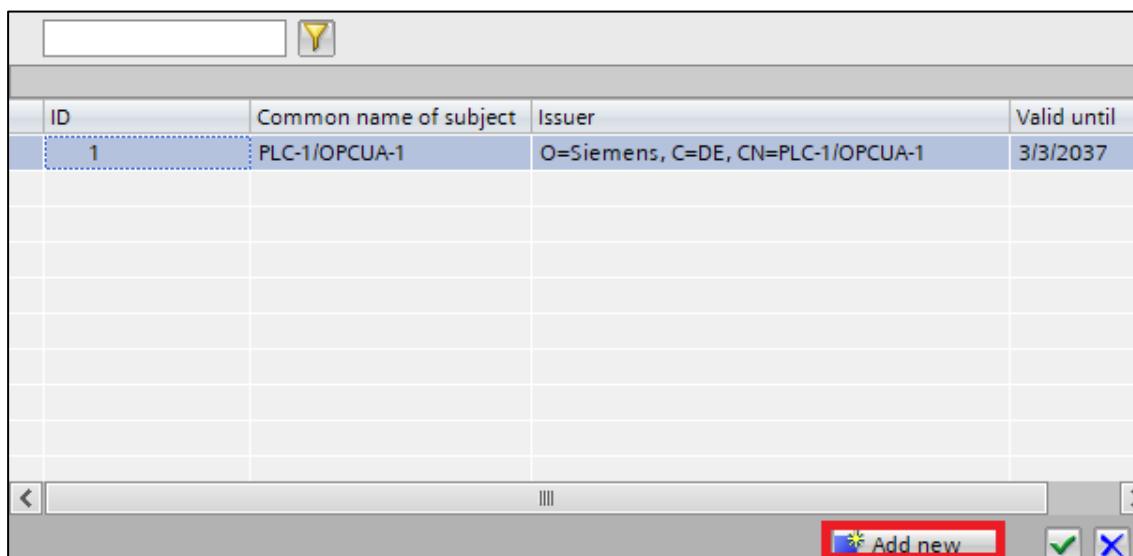 ID Common name of subject Issuer Valid until
1 PLC-1/OPCUA-1 O=Siemens, C=DE, CN=PLC-1/OPCUA-1 3/3/2037
Add new